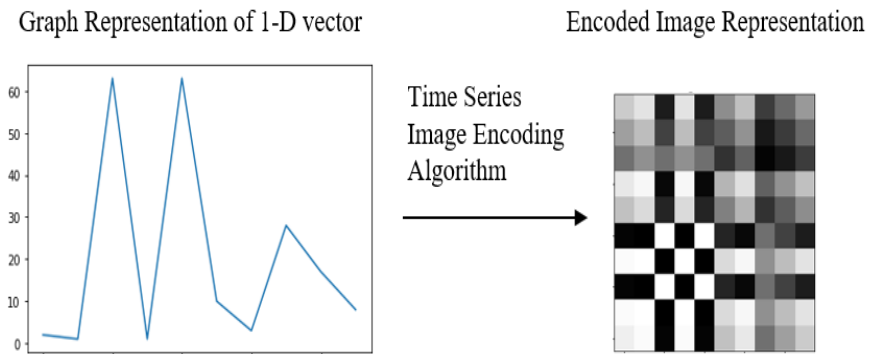 Graph Representation of 1-D vector
Encoded Image Representation
60
50
40
30
20
10
0
Time Series
Image Encoding
Algorithm